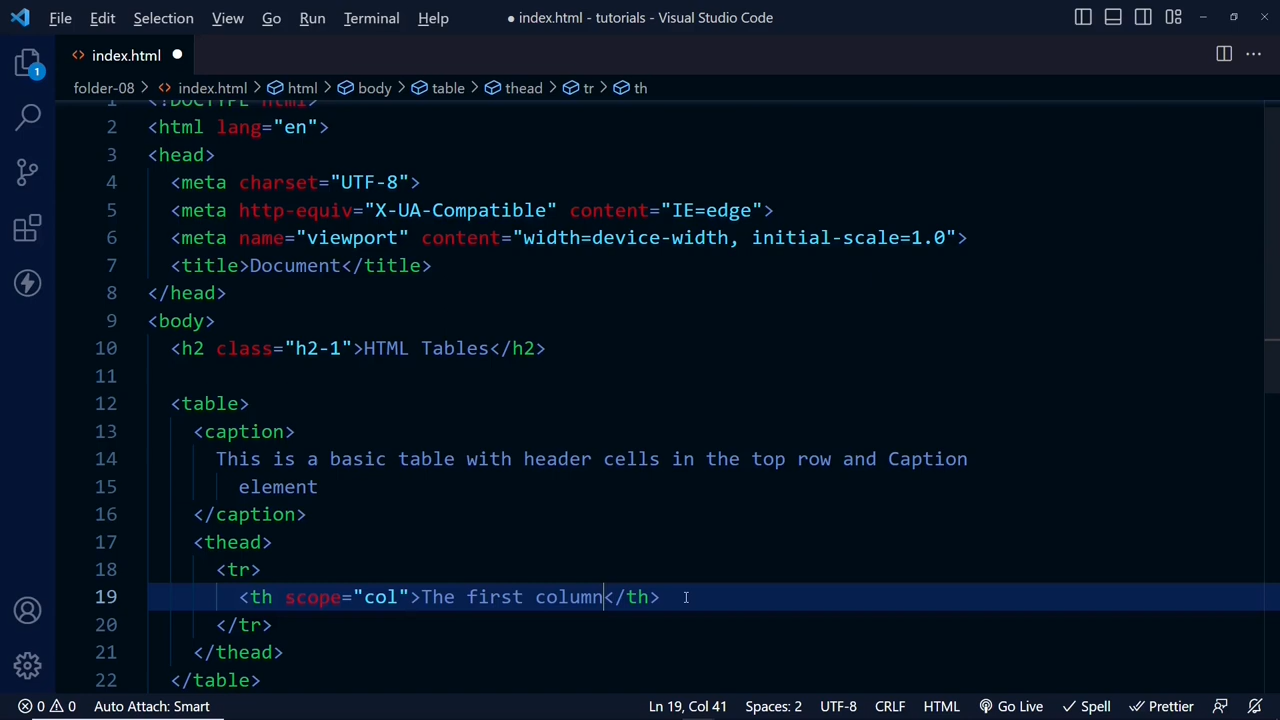 File Edit Selection View Go Run Terminal Help ● index.html - tutorials - Visual Studio Code
<> index.html ●
1
folder-08 > <> index.html > html > body > table > thead > tr > th
1 <!DOCTYPE html>
2 <html lang="en">
3 <head>
4 <meta charset="UTF-8">
5 <meta http-equiv="X-UA-Compatible" content="IE=edge">
6 <meta name="viewport" content="width=device-width, initial-scale=1.0">
7 <title>Document</title>
8 </head>
9 <body>
10 <h2 class="h2-1">HTML Tables</h2>
11
12 <table>
13 <caption>
14 This is a basic table with header cells in the top row and Caption
15 element
16 </caption>
17 <thead>
18 <tr>
19 <th scope="col">The first column</th>
20 </tr>
21 </thead>
22 </table>
0 0 Auto Attach: Smart Ln 19, Col 41 Spaces: 2 UTF-8 CRLF HTML Go Live Spell Prettier